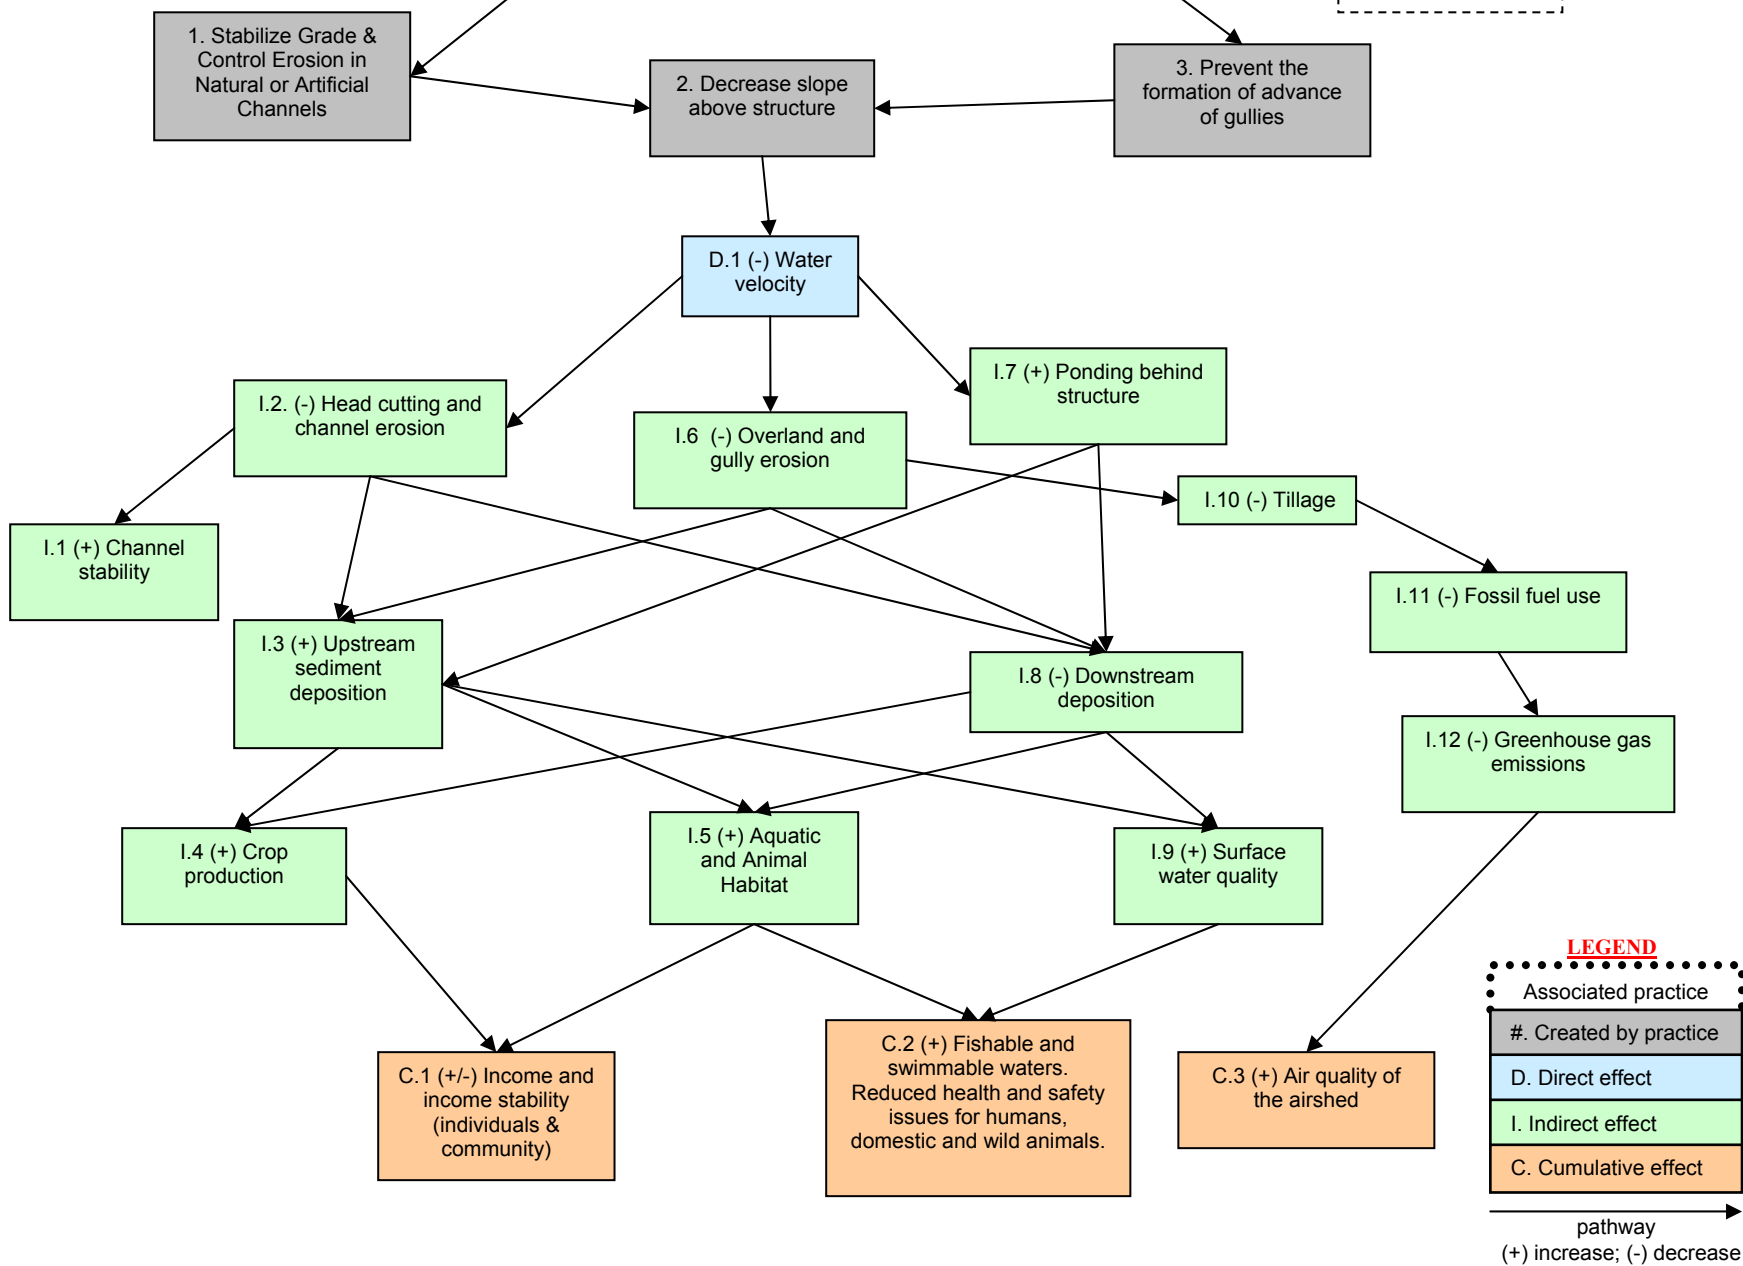 1. Stabilize Grade &
Control Erosion in
Natural or Artificial
Channels
2. Decrease slope
above structure
3. Prevent the
formation of advance
of gullies
D.1 (-) Water
velocity
I.7 (+) Ponding behind
structure
I.2. (-) Head cutting and
channel erosion
I.6 (-) Overland and
gully erosion
I.10 (-) Tillage
I.1 (+) Channel
stability
I.11 (-) Fossil fuel use
I.3 (+) Upstream
sediment
deposition
I.8 (-) Downstream
deposition
I.12 (-) Greenhouse gas
emissions
I.4 (+) Crop
production
I.5 (+) Aquatic
and Animal
Habitat
I.9 (+) Surface
water quality
C.1 (+/-) Income and
income stability
(individuals &
community)
C.2 (+) Fishable and
swimmable waters.
Reduced health and safety
issues for humans,
domestic and wild animals.
C.3 (+) Air quality of
the airshed
LEGEND
Associated practice
#. Created by practice
D. Direct effect
I. Indirect effect
C. Cumulative effect
pathway
(+) increase; (-) decrease